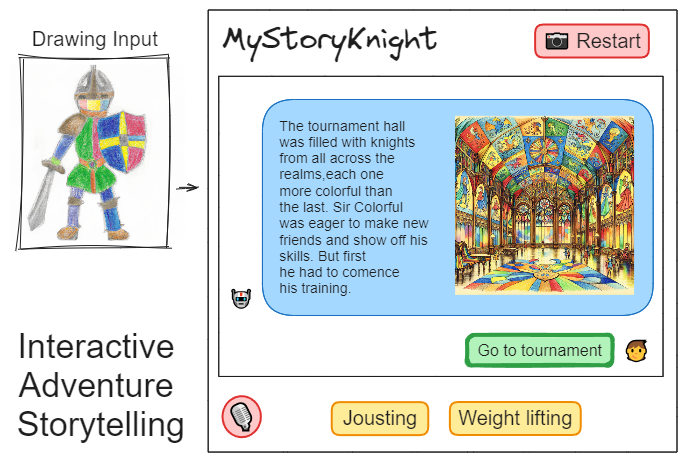 Drawing Input
MyStoryKnight
Restart
The tournament hall
was filled with knights
from all across the
realms,each one
more colorful than
the last. Sir Colorful
was eager to make new
friends and show off his
skills. But first
he had to comence
his training.
Go to tournament
Interactive
Adventure
Storytelling
Jousting
Weight lifting